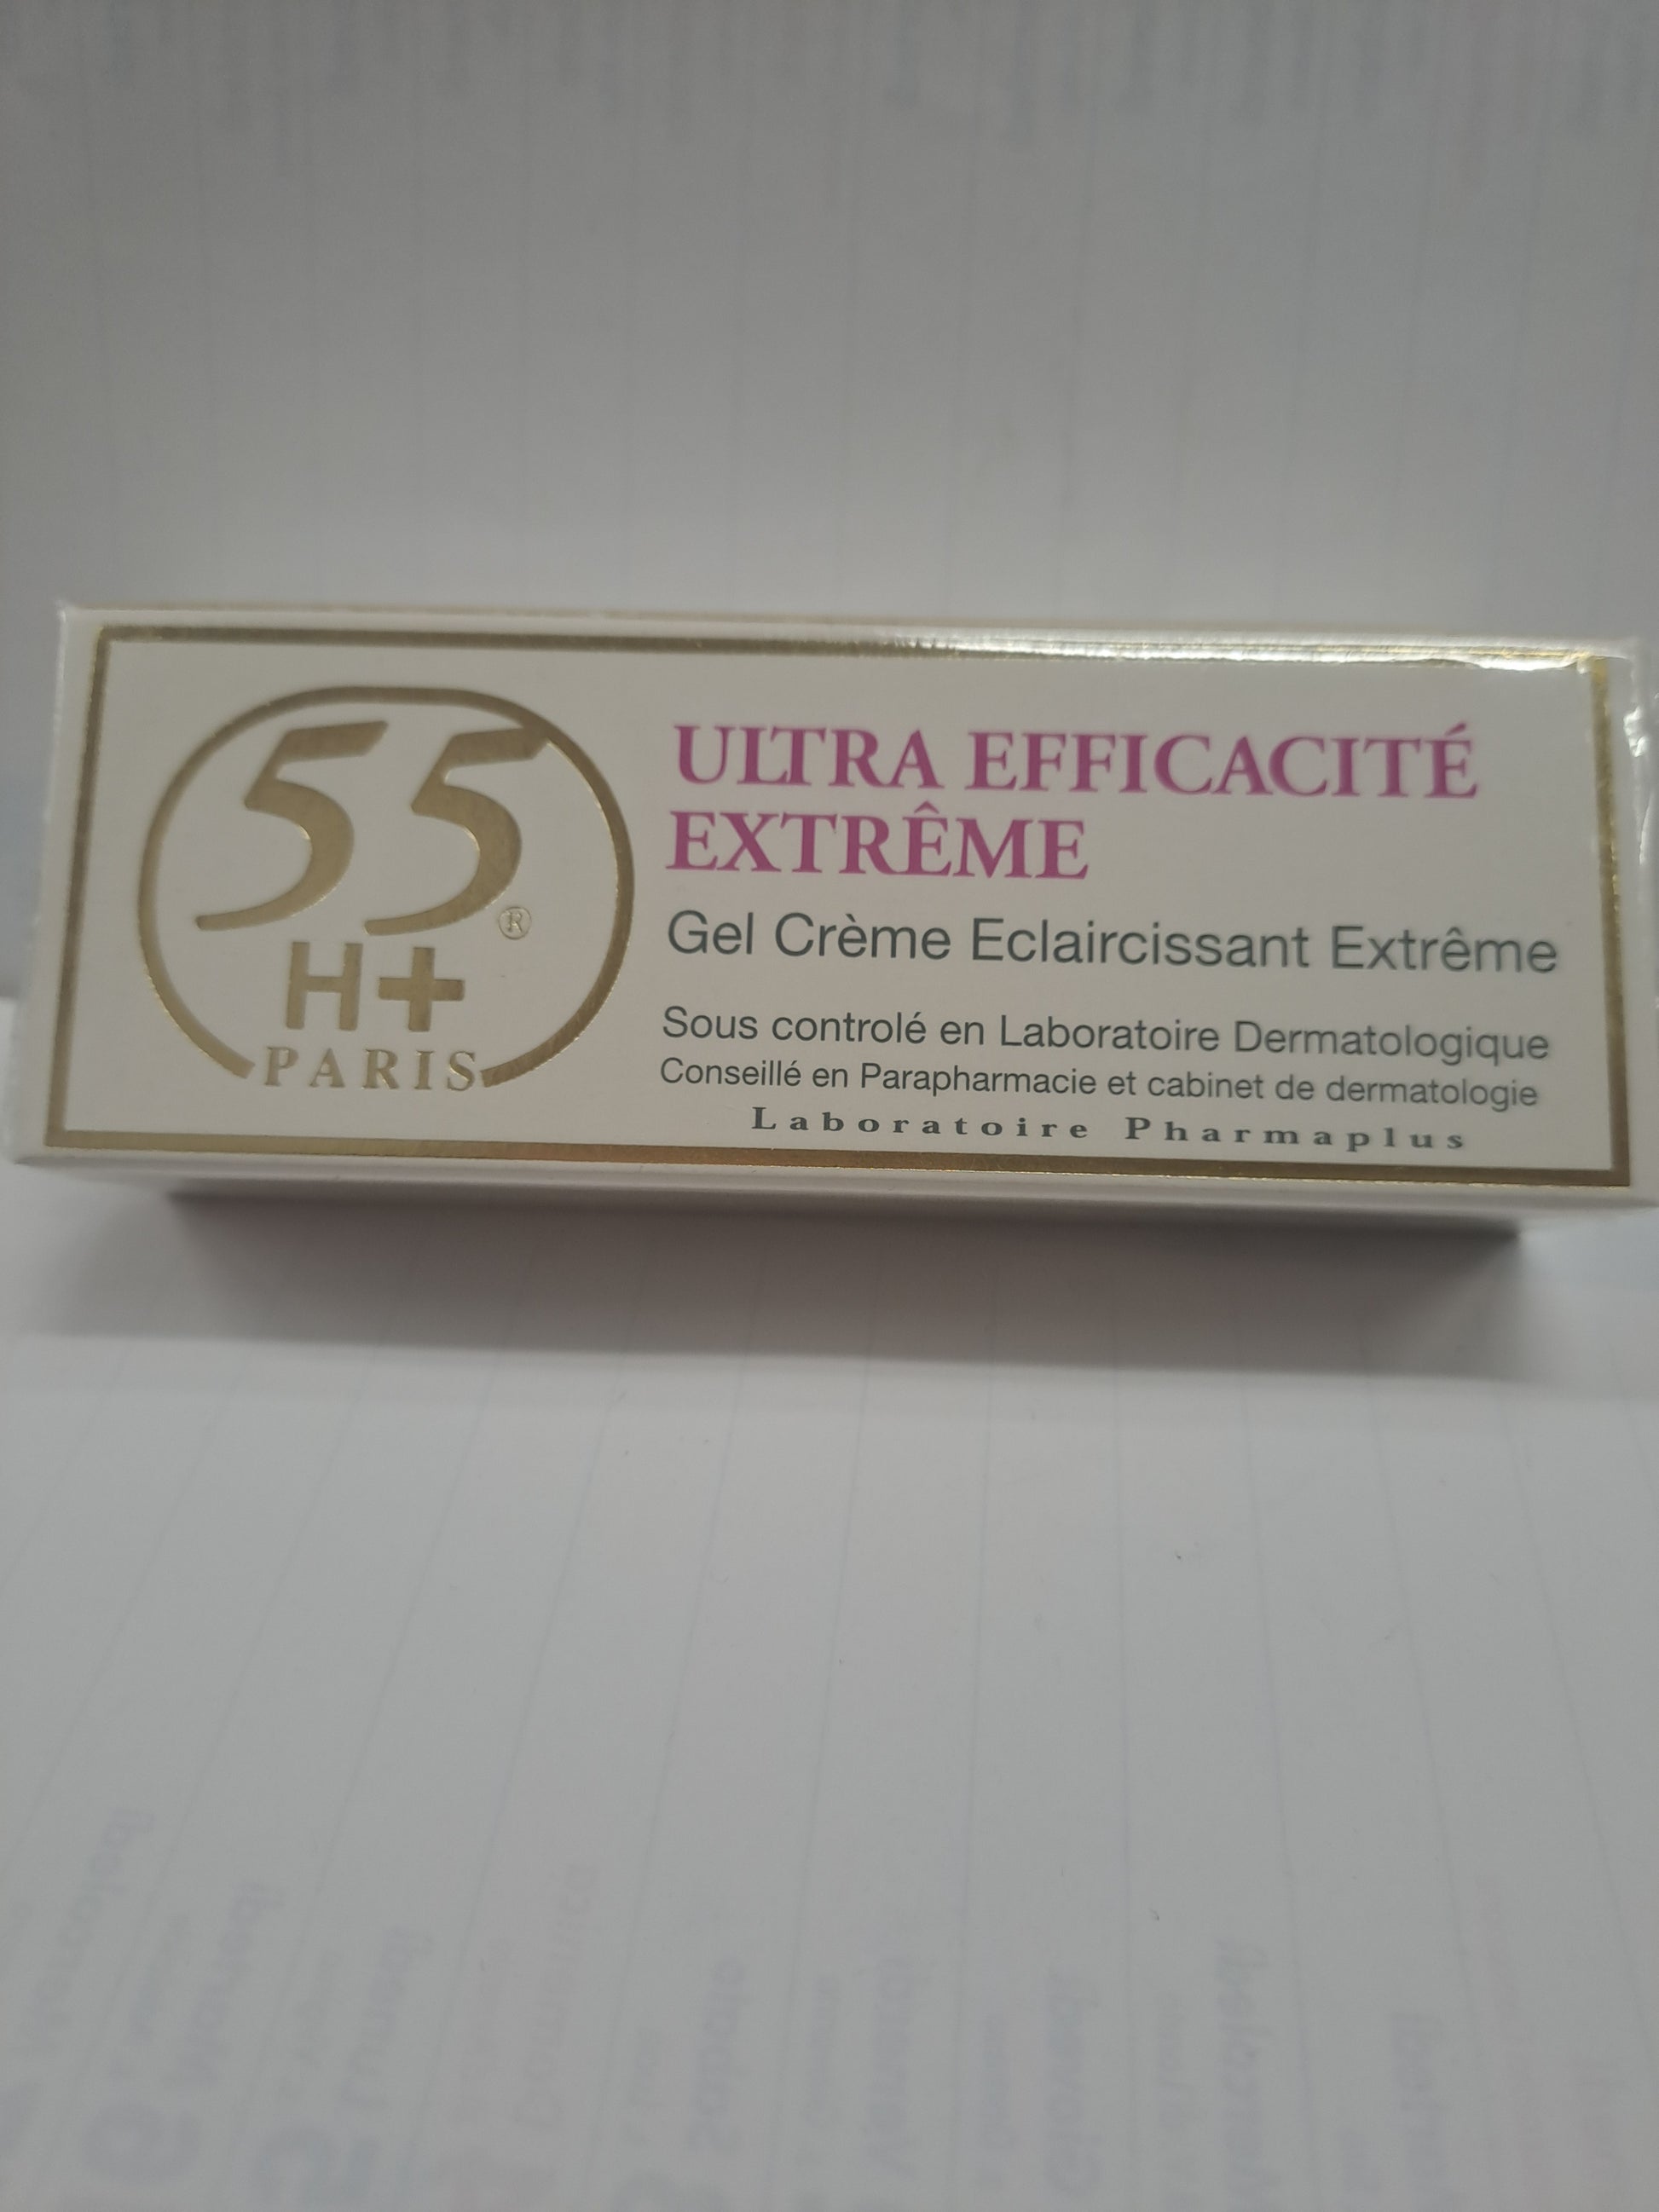 55®
H+
PARIS
ULTRA EFFICACITÉ
EXTRÊME
Gel Crème Eclaircissant Extrême
Sous controlé en Laboratoire Dermatologique
Conseillé en Parapharmacie et cabinet de dermatologie
Laboratoire Pharmaplus